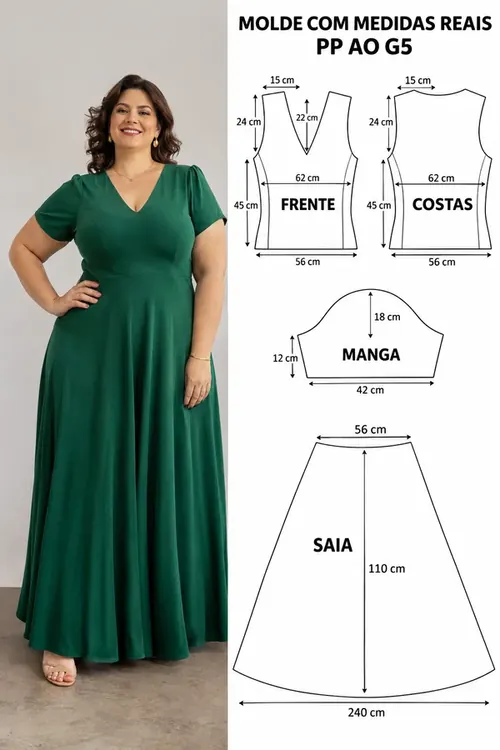 MOLDE COM MEDIDAS REAIS
PP AO G5
15 cm
15 cm
24 cm
22 cm
24 cm
62 cm
62 cm
45 cm
FRENTE
45 cm
COSTAS
56 cm
56 cm
18 cm
12 cm
MANGA
42 cm
56 cm
SAIA
110 cm
240 cm